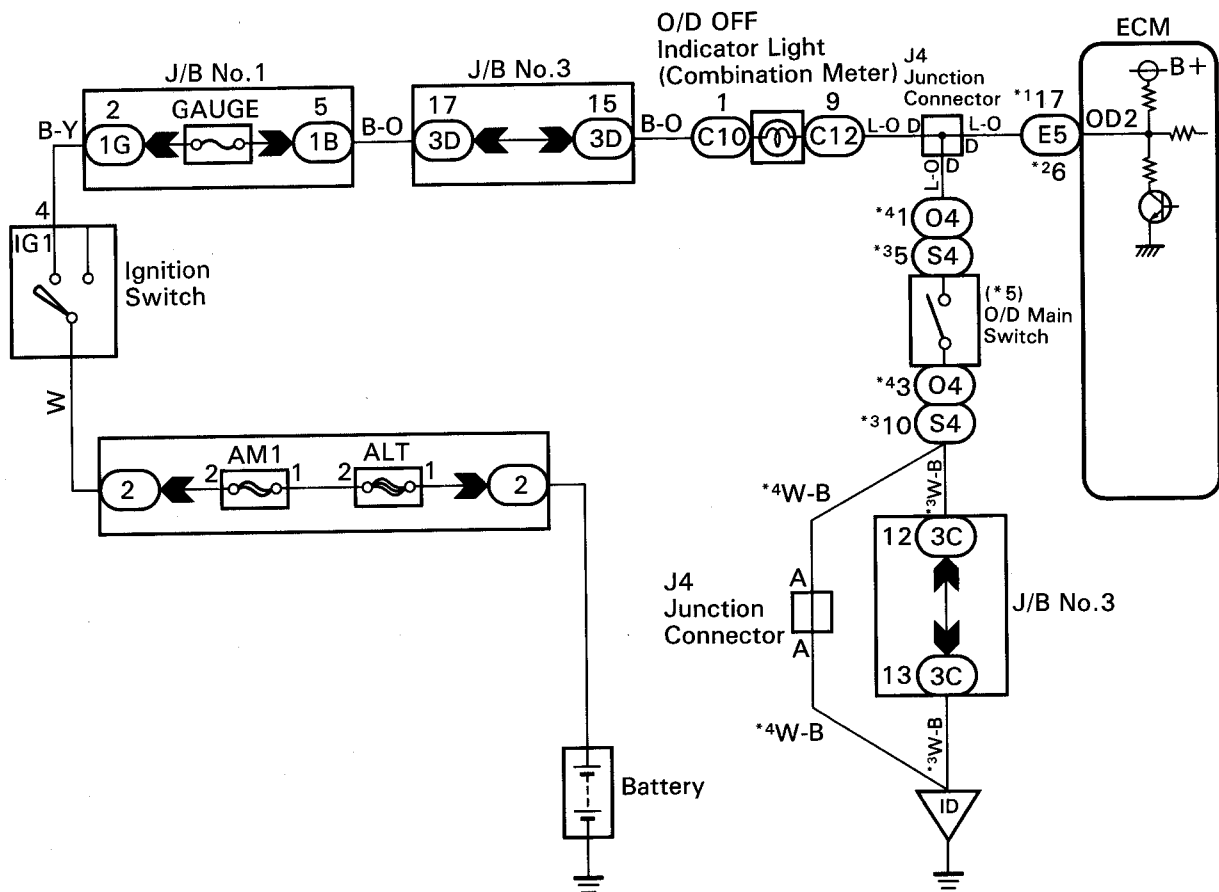 O/D OFF
Indicator Light
(Combination Meter)
J4
Junction
Connector
ECM
J/B No.1
J/B No.3
2 GAUGE 5
17 15
1 9
*117
B+
B-Y
1G
1B
B-O
3D
3D
B-O
C10
C12
L-O
D
L-O
D
E5
OD2
*26
L-O
D
4
IG1
Ignition
Switch
*41
O4
*35
S4
(*5)
O/D Main
Switch
*43
O4
*310
S4
W
AM1
ALT
2
2
1
2
1
2
*4W-B
*3W-B
12
3C
J4
Junction
Connector
A
A
J/B No.3
13
3C
*4W-B
*3W-B
Battery
ID